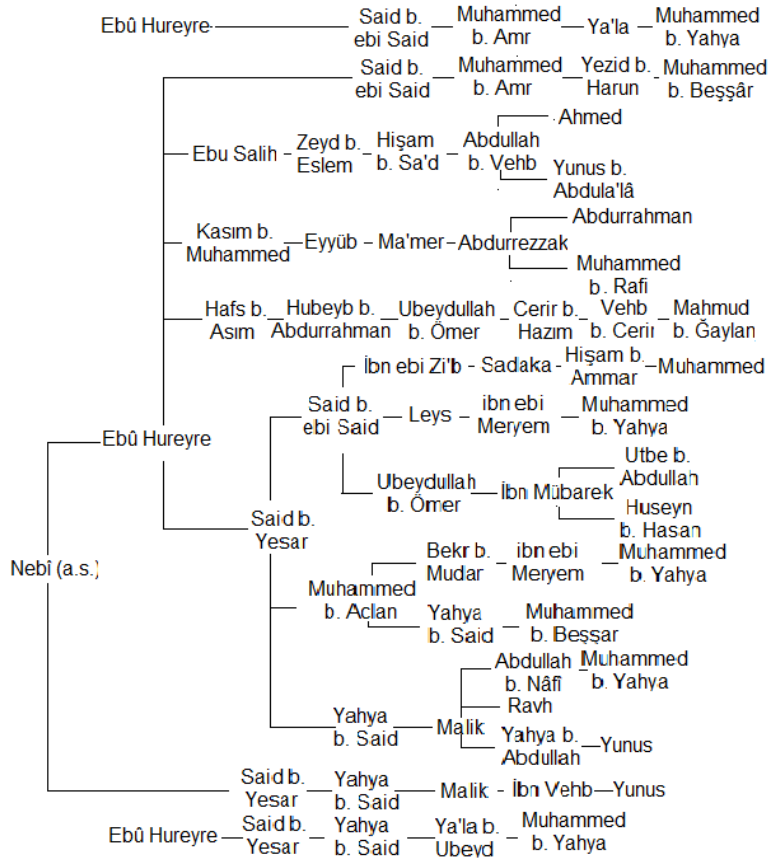 Ebû Hureyre
Said b.
ebi Said
Muhammed
b. Amr
Ya'la
Muhammed
b. Yahya
Said b.
ebi Said
Muhammed
b. Amr
Yezid b.
Harun
Muhammed
b. Beşşâr
Ebu Salih
Zeyd b.
Eslem
Hişam
b. Sa'd
Abdullah
b. Vehb
Ahmed
Yunus b.
Abdula'lâ
Kasım b.
Muhammed
Eyyüb
Ma'mer
Abdurrezzak
Abdurrahman
Muhammed
b. Rafi
Hafs b.
Asım
Hubeyb b.
Abdurrahman
Ubeydullah
b. Ömer
Cerir b.
Hazım
Vehb
b. Cerir
Mahmud
b. Ğaylan
İbn ebi Zi'b
Sadaka
Hişam b.
Ammar
Muhammed
Said b.
ebi Said
Leys
ibn ebi
Meryem
Muhammed
b. Yahya
Ebû Hureyre
Ubeydullah
b. Ömer
İbn Mübarek
Utbe b.
Abdullah
Huseyn
b. Hasan
Said b.
Yesar
Nebî (a.s.)
Bekr b.
Mudar
ibn ebi
Meryem
Muhammed
b. Yahya
Muhammed
b. Aclan
Yahya
b. Said
Muhammed
b. Beşşar
Abdullah
b. Nâfi
Muhammed
b. Yahya
Yahya
b. Said
Malik
Ravh
Yahya b.
Abdullah
Yunus
Said b.
Yesar
Yahya
b. Said
Malik
İbn Vehb
Yunus
Ebû Hureyre
Said b.
Yesar
Yahya
b. Said
Ya'la b.
Ubeyd
Muhammed
b. Yahya